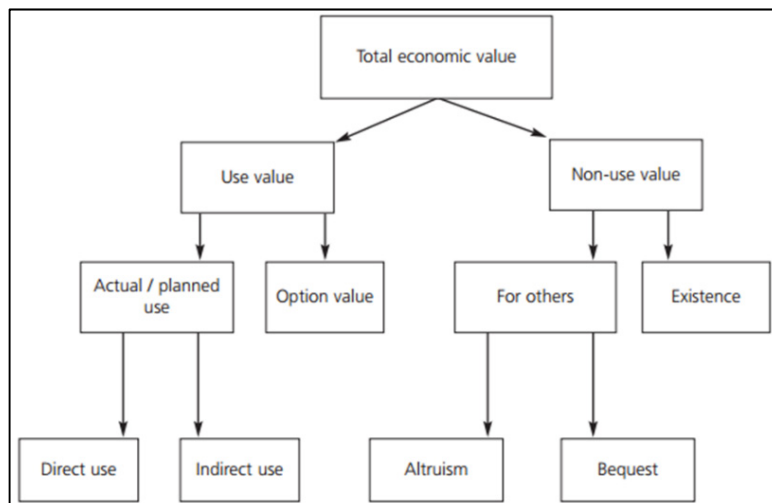 Total economic value
Use value
Non-use value
Actual / planned
use
Option value
For others
Existence
Direct use
Indirect use
Altruism
Bequest